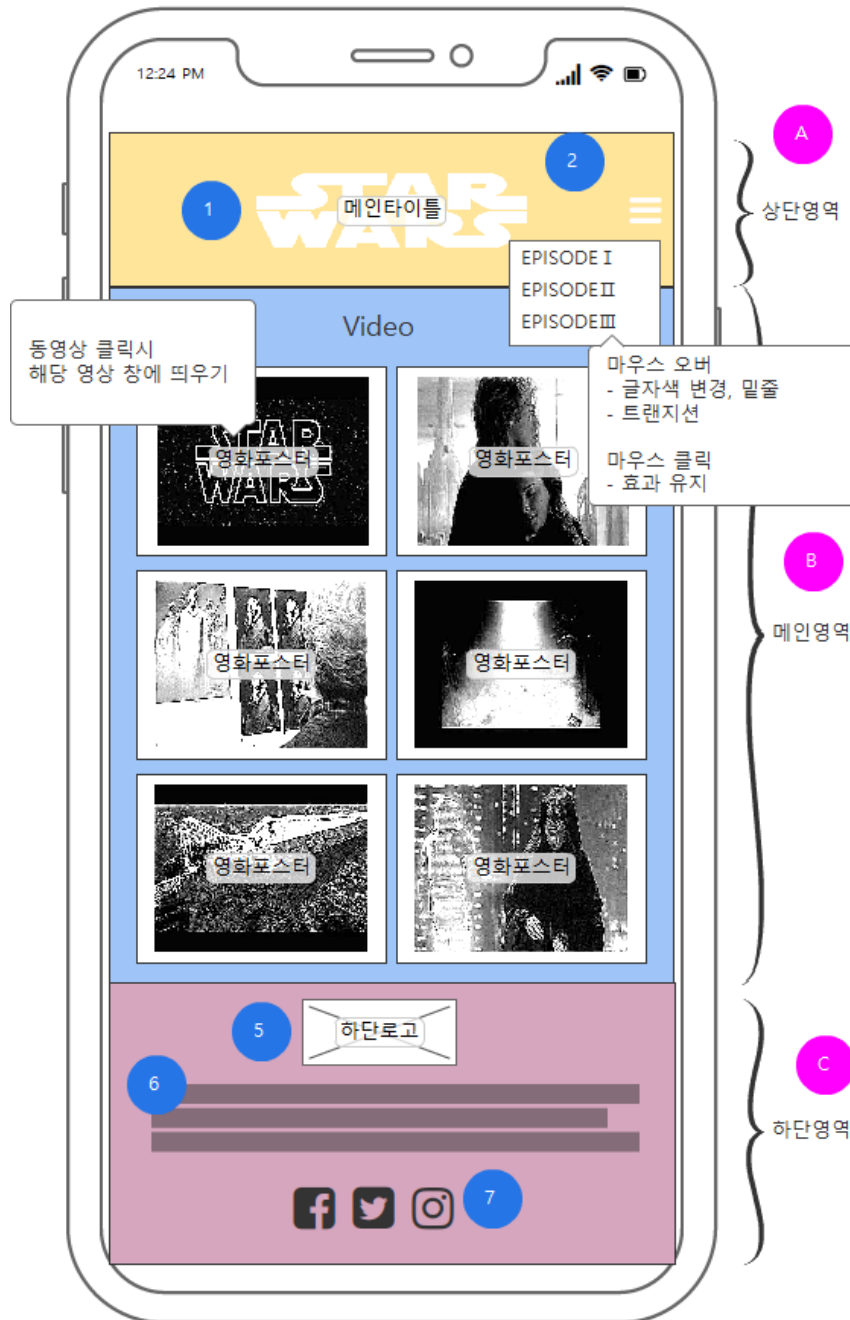 12:24 PM
A
2
1
STAR
WARS
메인타이틀
상단영역
EPISODE Ⅰ
EPISODEⅡ
EPISODEⅢ
Video
동영상 클릭시
해당 영상 창에 띄우기
마우스 오버
- 글자색 변경, 밑줄
- 트랜지션
마우스 클릭
- 효과 유지
STAR
WARS
영화포스터
영화포스터
B
메인영역
영화포스터
영화포스터
영화포스터
영화포스터
5
하단로고
C
6
하단영역
7